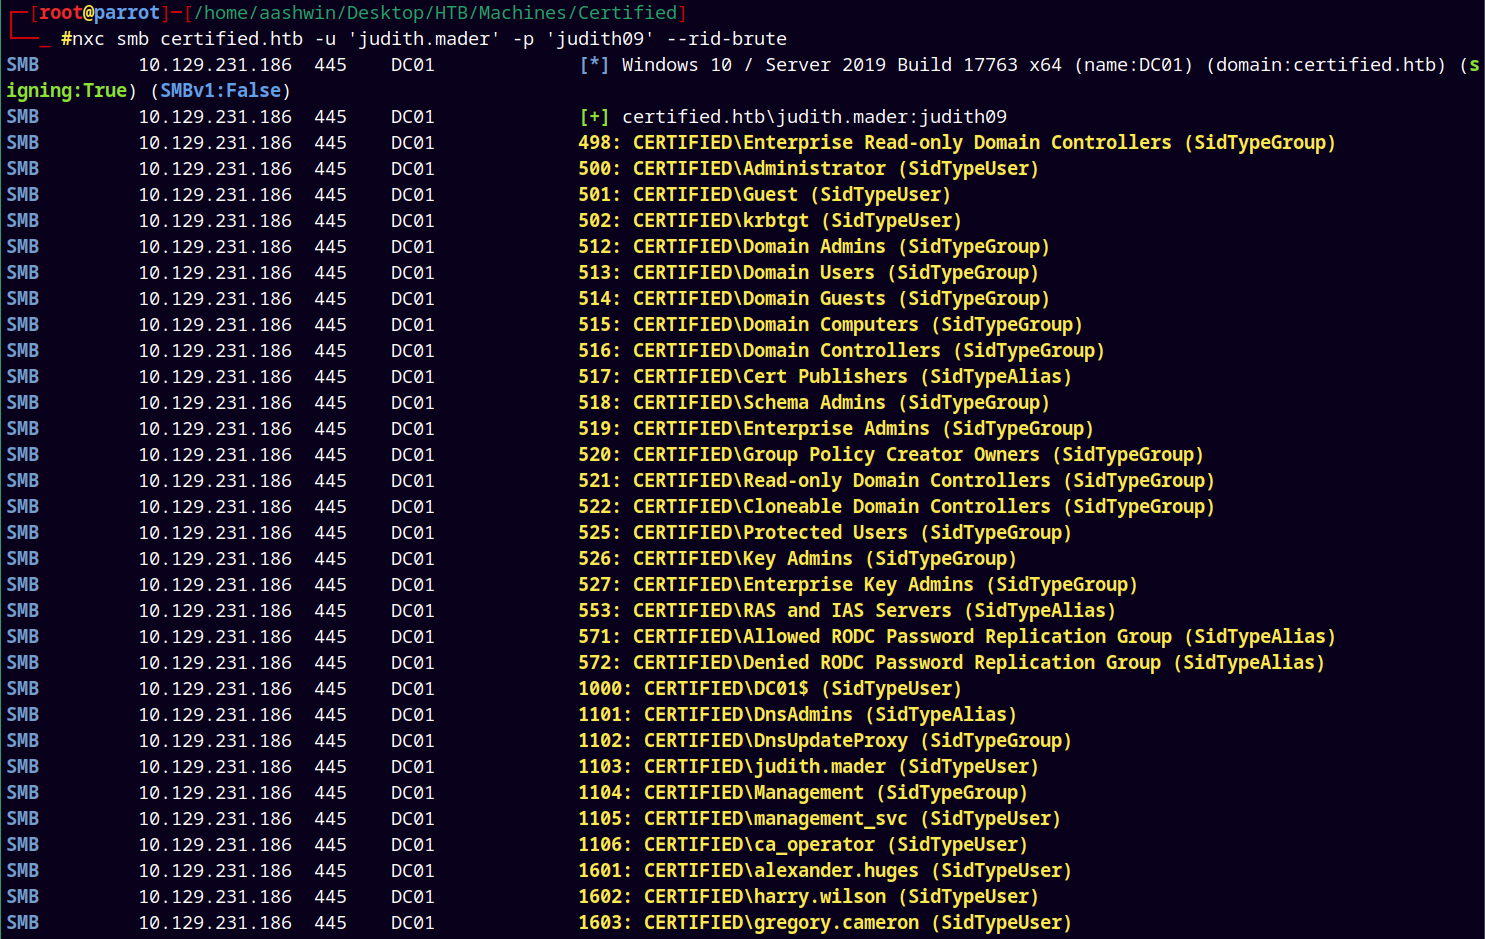 ┌─[root@parrot]─[/home/aashwin/Desktop/HTB/Machines/Certified]
└──_ #nxc smb certified.htb -u 'judith.mader' -p 'judith09' --rid-brute
SMB 10.129.231.186 445 DC01 [*] Windows 10 / Server 2019 Build 17763 x64 (name:DC01) (domain:certified.htb) (s
igning:True) (SMBv1:False)
SMB 10.129.231.186 445 DC01 [+] certified.htb\judith.mader:judith09
SMB 10.129.231.186 445 DC01 498: CERTIFIED\Enterprise Read-only Domain Controllers (SidTypeGroup)
SMB 10.129.231.186 445 DC01 500: CERTIFIED\Administrator (SidTypeUser)
SMB 10.129.231.186 445 DC01 501: CERTIFIED\Guest (SidTypeUser)
SMB 10.129.231.186 445 DC01 502: CERTIFIED\krbtgt (SidTypeUser)
SMB 10.129.231.186 445 DC01 512: CERTIFIED\Domain Admins (SidTypeGroup)
SMB 10.129.231.186 445 DC01 513: CERTIFIED\Domain Users (SidTypeGroup)
SMB 10.129.231.186 445 DC01 514: CERTIFIED\Domain Guests (SidTypeGroup)
SMB 10.129.231.186 445 DC01 515: CERTIFIED\Domain Computers (SidTypeGroup)
SMB 10.129.231.186 445 DC01 516: CERTIFIED\Domain Controllers (SidTypeGroup)
SMB 10.129.231.186 445 DC01 517: CERTIFIED\Cert Publishers (SidTypeAlias)
SMB 10.129.231.186 445 DC01 518: CERTIFIED\Schema Admins (SidTypeGroup)
SMB 10.129.231.186 445 DC01 519: CERTIFIED\Enterprise Admins (SidTypeGroup)
SMB 10.129.231.186 445 DC01 520: CERTIFIED\Group Policy Creator Owners (SidTypeGroup)
SMB 10.129.231.186 445 DC01 521: CERTIFIED\Read-only Domain Controllers (SidTypeGroup)
SMB 10.129.231.186 445 DC01 522: CERTIFIED\Cloneable Domain Controllers (SidTypeGroup)
SMB 10.129.231.186 445 DC01 525: CERTIFIED\Protected Users (SidTypeGroup)
SMB 10.129.231.186 445 DC01 526: CERTIFIED\Key Admins (SidTypeGroup)
SMB 10.129.231.186 445 DC01 527: CERTIFIED\Enterprise Key Admins (SidTypeGroup)
SMB 10.129.231.186 445 DC01 553: CERTIFIED\RAS and IAS Servers (SidTypeAlias)
SMB 10.129.231.186 445 DC01 571: CERTIFIED\Allowed RODC Password Replication Group (SidTypeAlias)
SMB 10.129.231.186 445 DC01 572: CERTIFIED\Denied RODC Password Replication Group (SidTypeAlias)
SMB 10.129.231.186 445 DC01 1000: CERTIFIED\DC01$ (SidTypeUser)
SMB 10.129.231.186 445 DC01 1101: CERTIFIED\DnsAdmins (SidTypeAlias)
SMB 10.129.231.186 445 DC01 1102: CERTIFIED\DnsUpdateProxy (SidTypeGroup)
SMB 10.129.231.186 445 DC01 1103: CERTIFIED\judith.mader (SidTypeUser)
SMB 10.129.231.186 445 DC01 1104: CERTIFIED\Management (SidTypeGroup)
SMB 10.129.231.186 445 DC01 1105: CERTIFIED\management_svc (SidTypeUser)
SMB 10.129.231.186 445 DC01 1106: CERTIFIED\ca_operator (SidTypeUser)
SMB 10.129.231.186 445 DC01 1601: CERTIFIED\alexander.huges (SidTypeUser)
SMB 10.129.231.186 445 DC01 1602: CERTIFIED\harry.wilson (SidTypeUser)
SMB 10.129.231.186 445 DC01 1603: CERTIFIED\gregory.cameron (SidTypeUser)